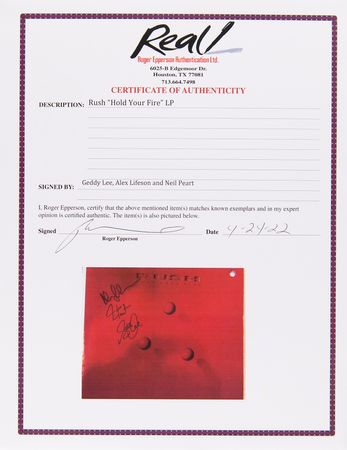 Real!
Roger Epperson Authentication Ltd.
6025-B Edgemoor Dr.
Houston, TX 77081
713.664.7498
CERTIFICATE OF AUTHENTICITY
DESCRIPTION: Rush "Hold Your Fire" LP
SIGNED BY: Geddy Lee, Alex Lifeson and Neil Peart
I, Roger Epperson, certify that the above mentioned item(s) matches known exemplars and in my expert
opinion is certified authentic. The item(s) is also pictured below.
Signed Date 4-24-22
Roger Epperson
RUSH